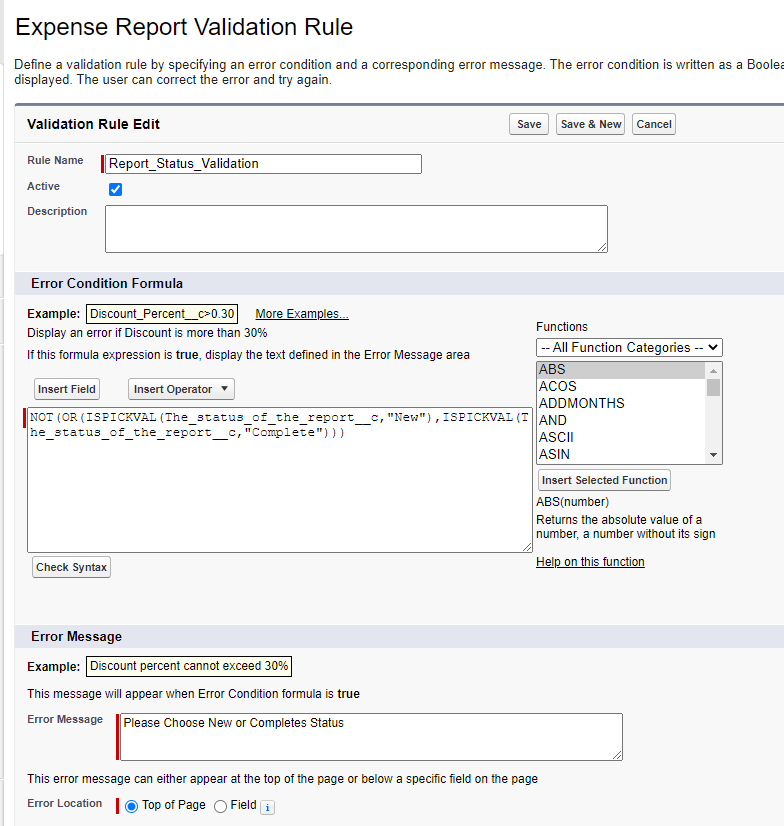 Expense Report Validation Rule
Define a validation rule by specifying an error condition and a corresponding error message. The error condition is written as a
displayed. The user can correct the error and try again.
Validation Rule Edit
Save
Save & New
Cancel
Rule Name
Report_Status_Validation
Active
Description
Error Condition Formula
Example:
Discount_Percent__c>0.30
More Examples...
Display an error if Discount is more than 30%
If this formula expression is true, display the text defined in the Error Message area
Insert Field
Insert Operator
NOT(OR(ISPICKVAL(The_status_of_the_report__c,"New"),ISPICKVAL(T
he_status_of_the_report__c,"Complete")))
Check Syntax
Functions
-- All Function Categories --
ABS
ACOS
ADDMONTHS
AND
ASCII
ASIN
Insert Selected Function
ABS(number)
Returns the absolute value of a
number, a number without its sign
Help on this function
Error Message
Example:
Discount percent cannot exceed 30%
This message will appear when Error Condition formula is true
Error Message
Please Choose New or Completes Status
This error message can either appear at the top of the page or below a specific field on the page
Error Location
Top of Page
Field
i